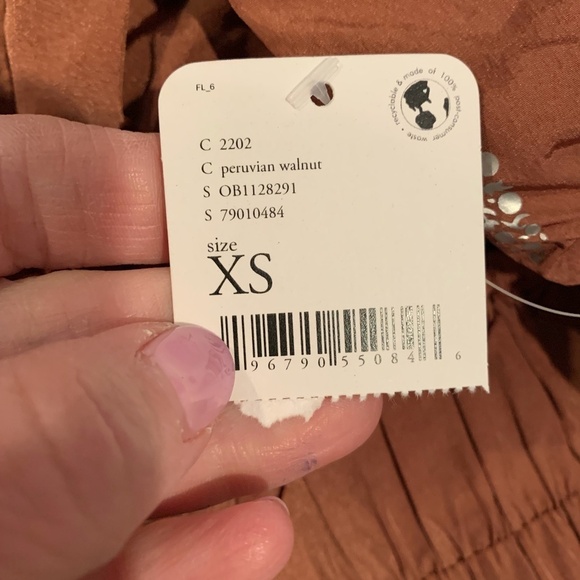 FL_6
recyclable & made of 100% post-consumer waste •
C 2202
C peruvian walnut
S OB1128291
S 79010484
size
XS
96790 55084 6